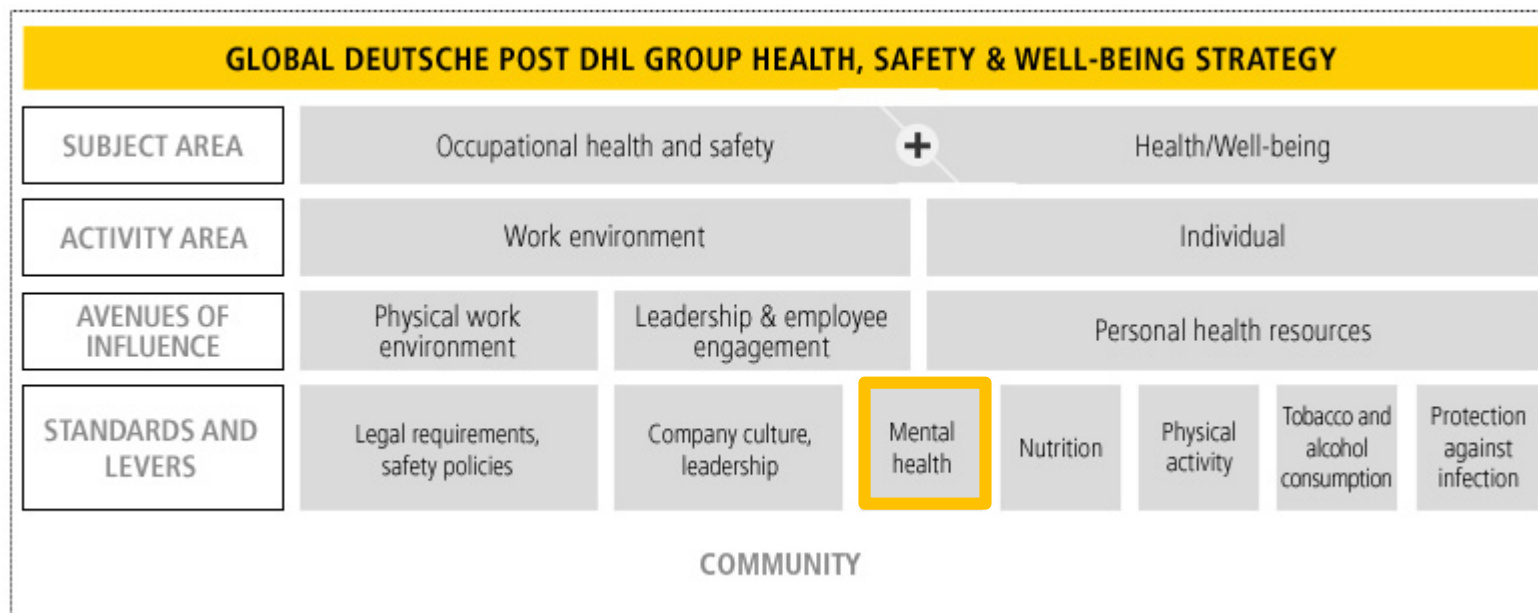 GLOBAL DEUTSCHE POST DHL GROUP HEALTH, SAFETY & WELL-BEING STRATEGY
SUBJECT AREA
Occupational health and safety
+
Health/Well-being
ACTIVITY AREA
Work environment
Individual
AVENUES OF
INFLUENCE
Physical work
environment
Leadership & employee
engagement
Personal health resources
STANDARDS AND
LEVERS
Legal requirements,
safety policies
Company culture,
leadership
Mental
health
Nutrition
Physical
activity
Tobacco and
alcohol
consumption
Protection
against
infection
COMMUNITY